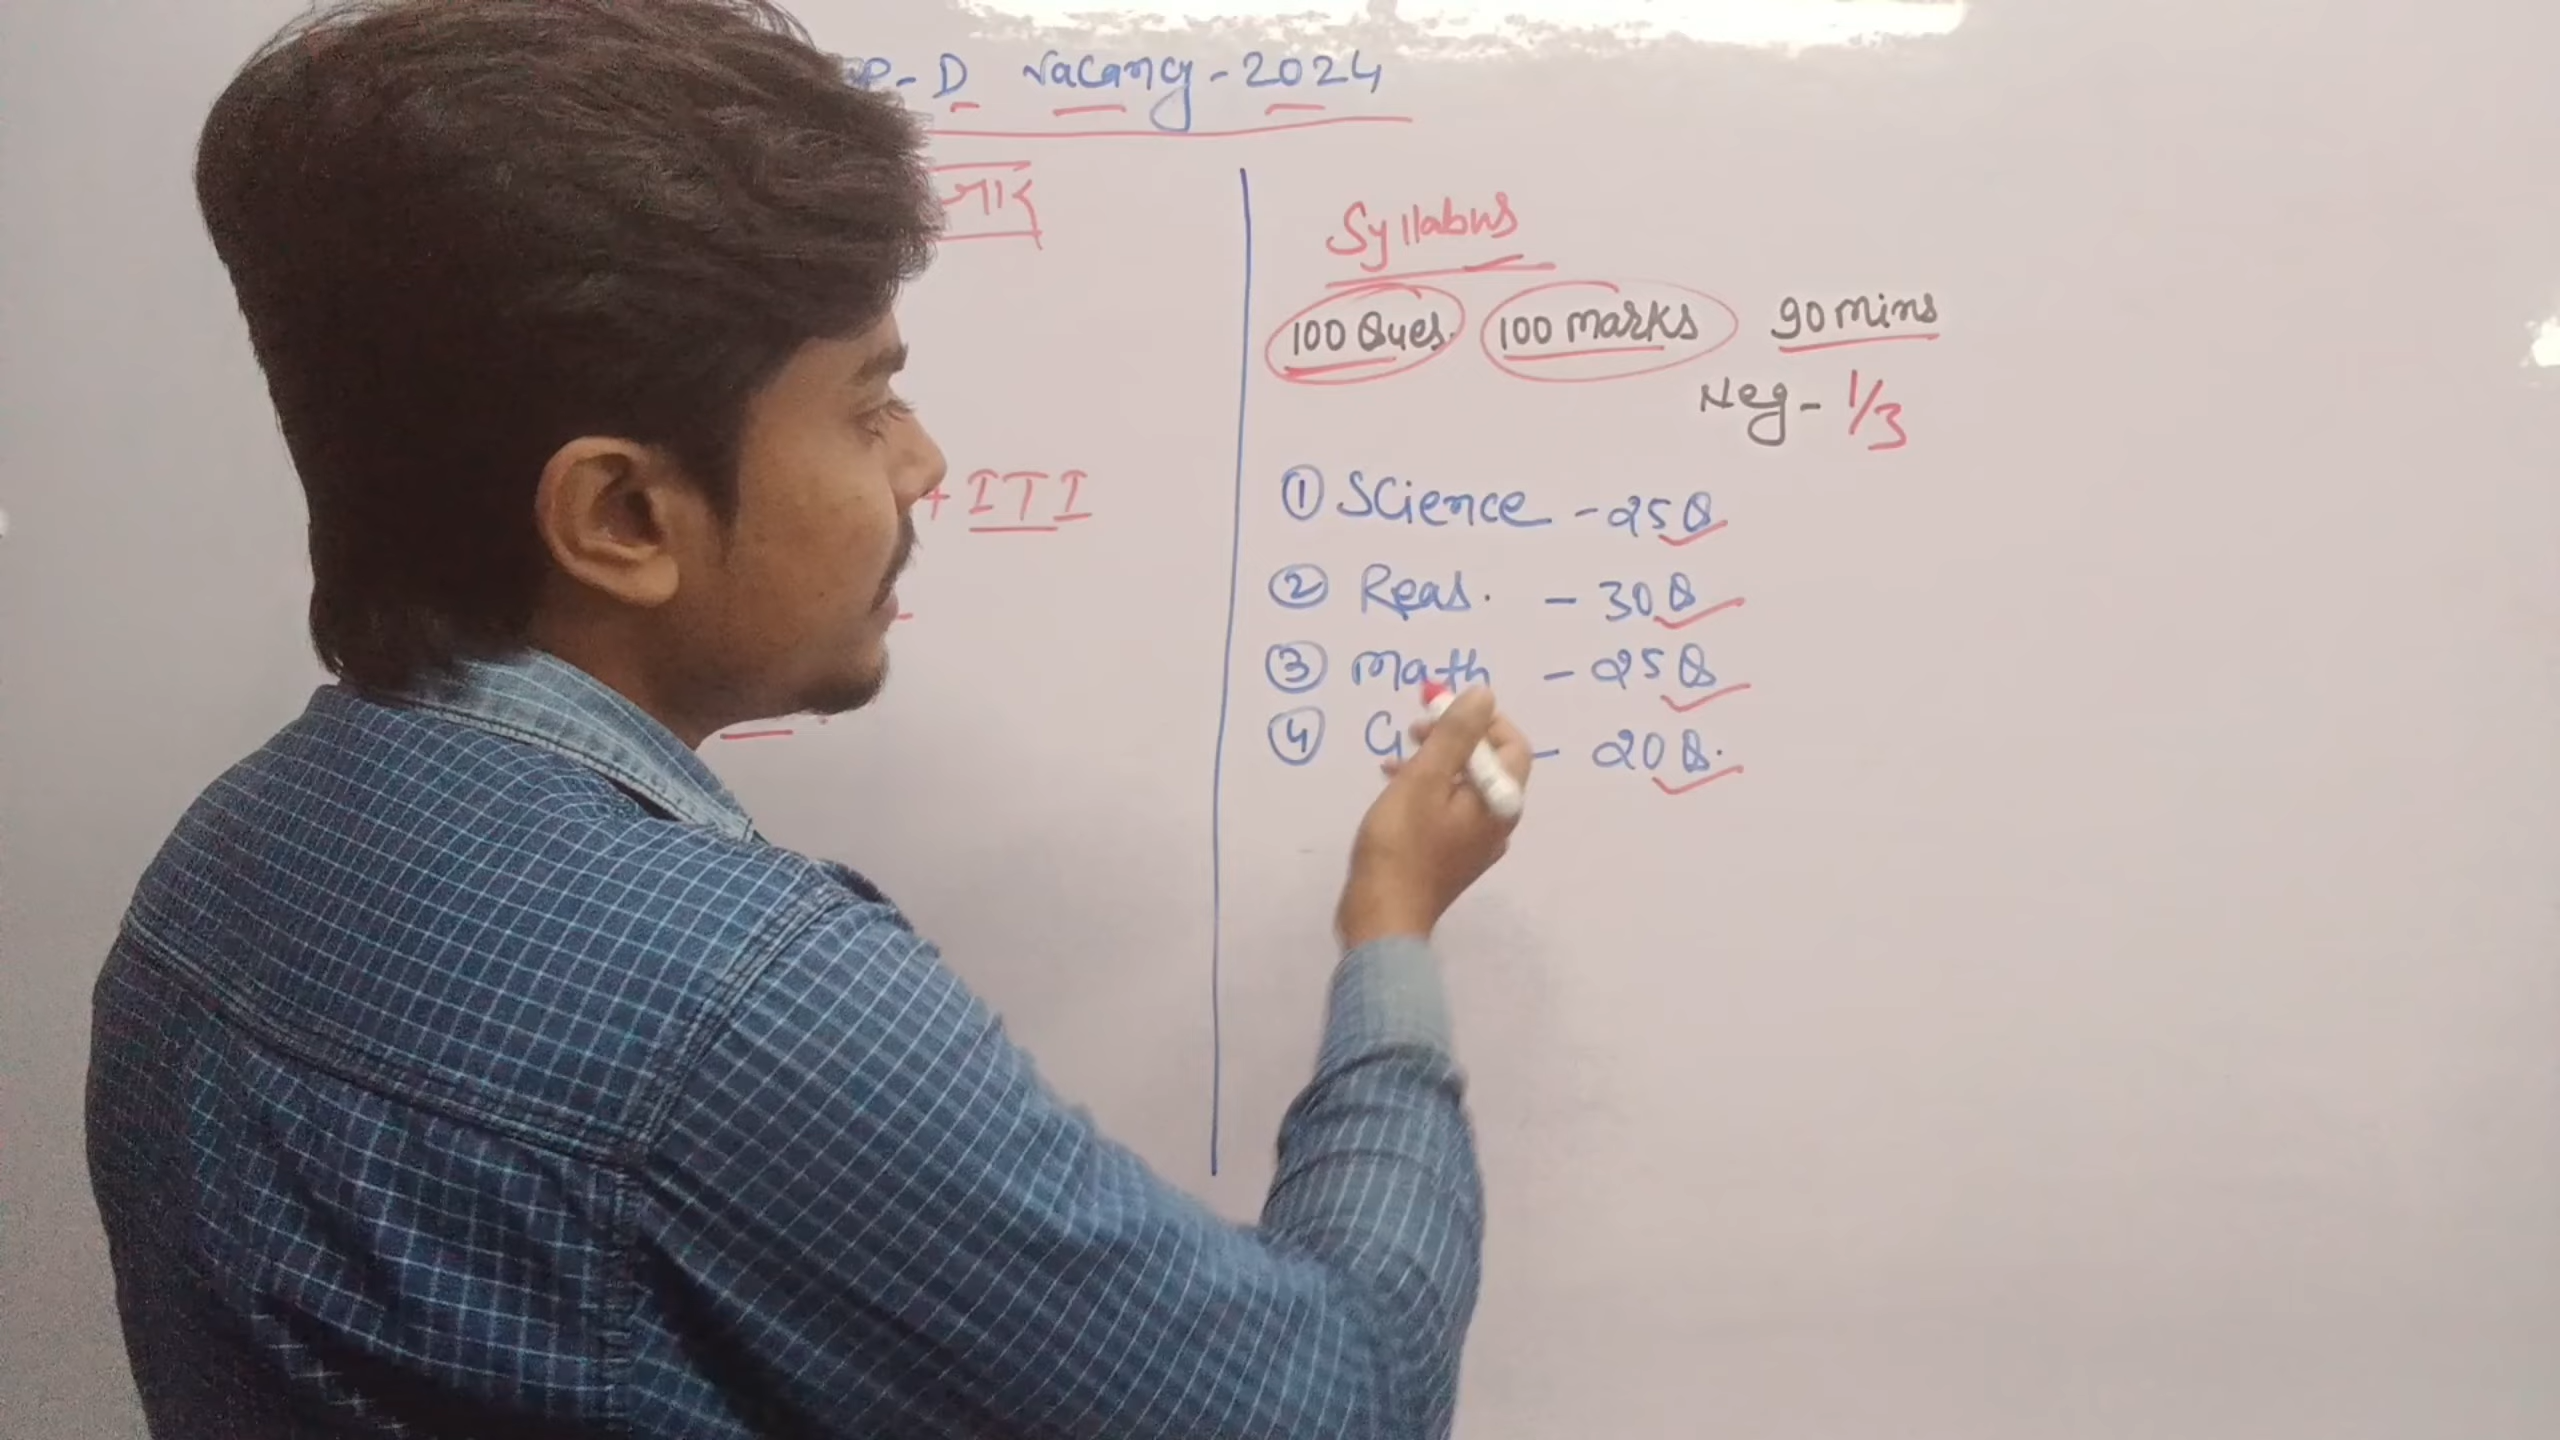 D Vacancy-2024
+ ITI
Syllabus
100 Ques. 100 marks 90 mins
Neg - 1/3
① Science - 25Q
② Reas. - 30Q
③ Math - 25Q
④ G - 20Q.